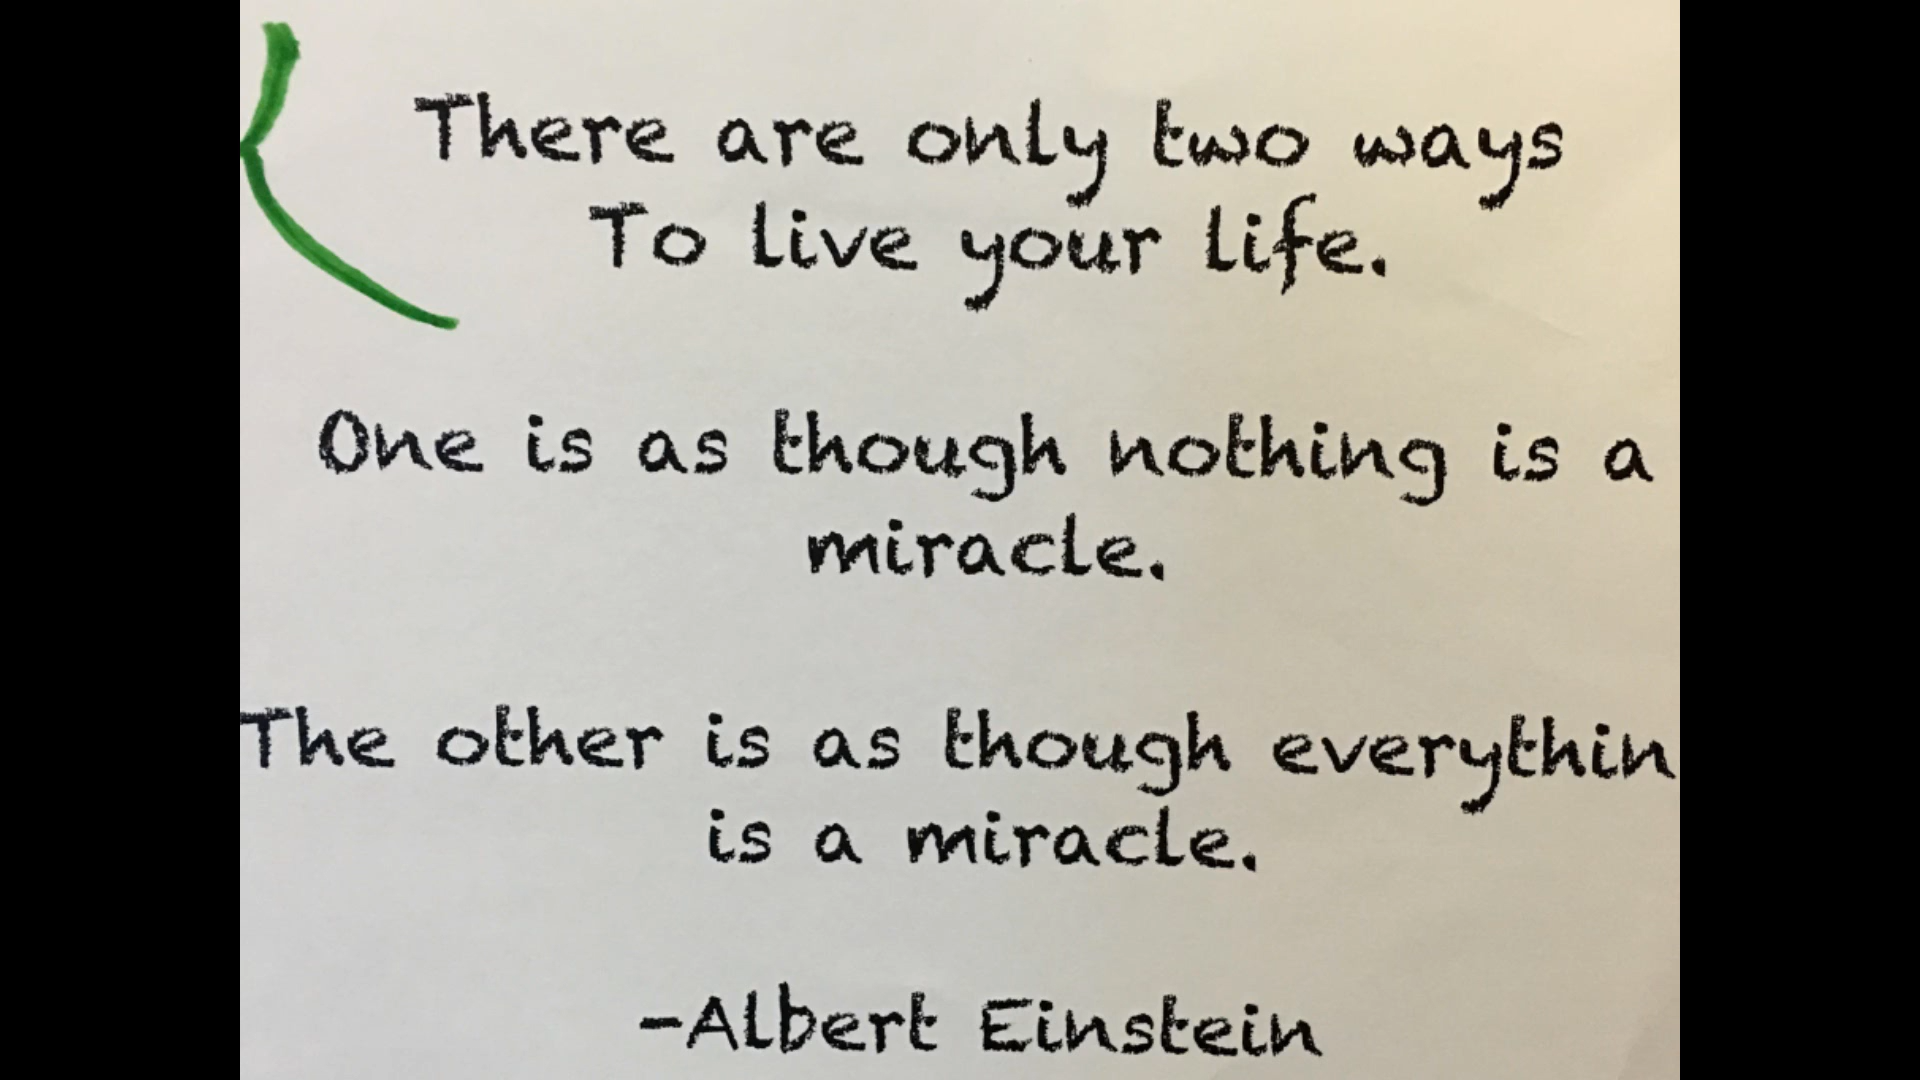 There are only two ways
To live your life.
One is as though nothing is a
miracle.
The other is as though everythin
is a miracle.
-Albert Einstein